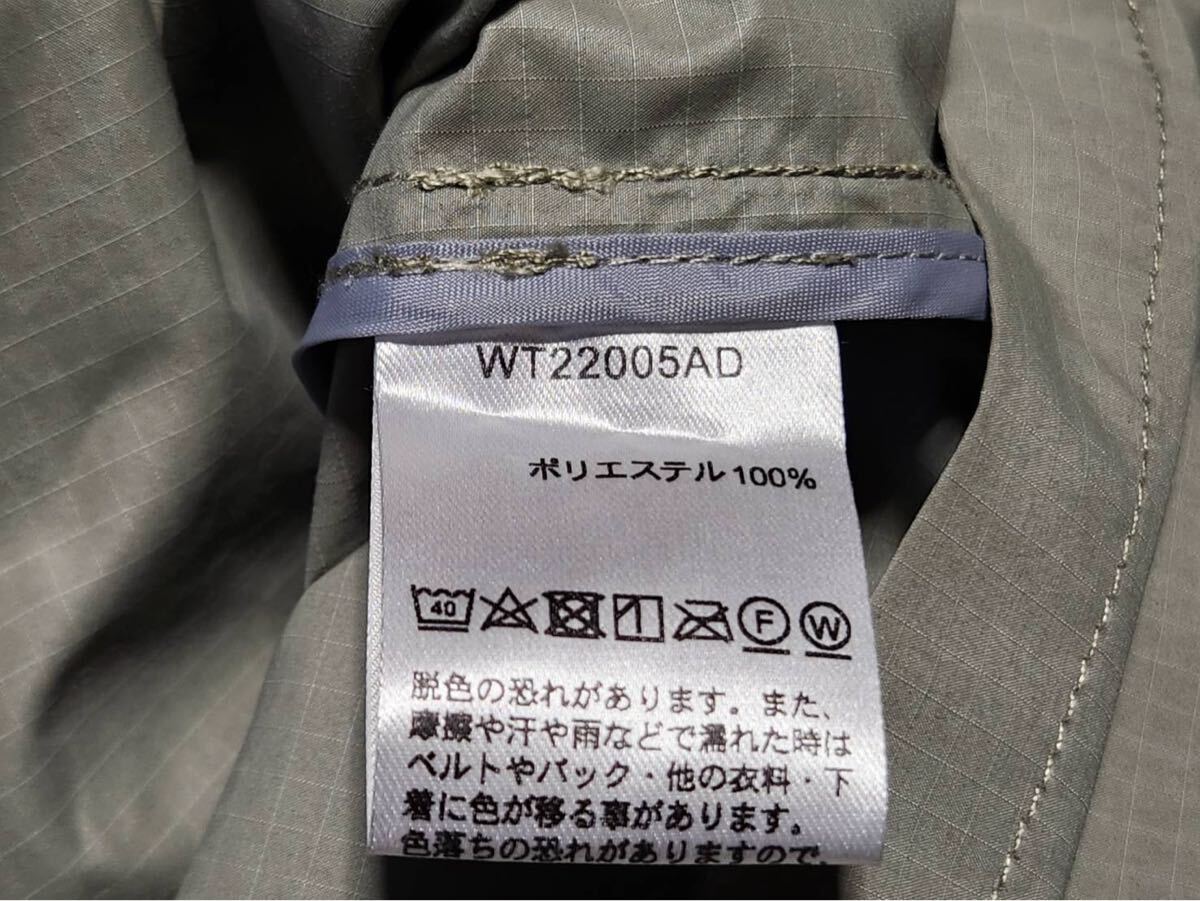 WT22005AD
ポリエステル100%
40 F W
脱色の恐れがあります。また、
摩擦や汗や雨などで濡れた時は
ベルトやバック・他の衣料・下
着に色が移る事があります。
色落ちの恐れがありますので、